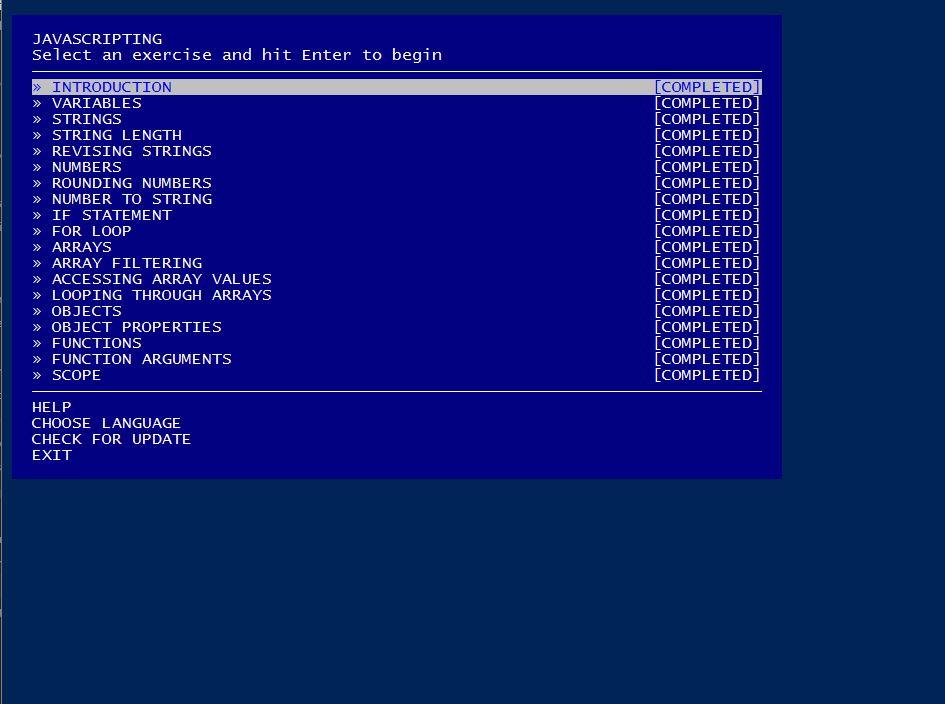 JAVASCRIPTING
Select an exercise and hit Enter to begin
» INTRODUCTION [COMPLETED]
» VARIABLES [COMPLETED]
» STRINGS [COMPLETED]
» STRING LENGTH [COMPLETED]
» REVISING STRINGS [COMPLETED]
» NUMBERS [COMPLETED]
» ROUNDING NUMBERS [COMPLETED]
» NUMBER TO STRING [COMPLETED]
» IF STATEMENT [COMPLETED]
» FOR LOOP [COMPLETED]
» ARRAYS [COMPLETED]
» ARRAY FILTERING [COMPLETED]
» ACCESSING ARRAY VALUES [COMPLETED]
» LOOPING THROUGH ARRAYS [COMPLETED]
» OBJECTS [COMPLETED]
» OBJECT PROPERTIES [COMPLETED]
» FUNCTIONS [COMPLETED]
» FUNCTION ARGUMENTS [COMPLETED]
» SCOPE [COMPLETED]
HELP
CHOOSE LANGUAGE
CHECK FOR UPDATE
EXIT